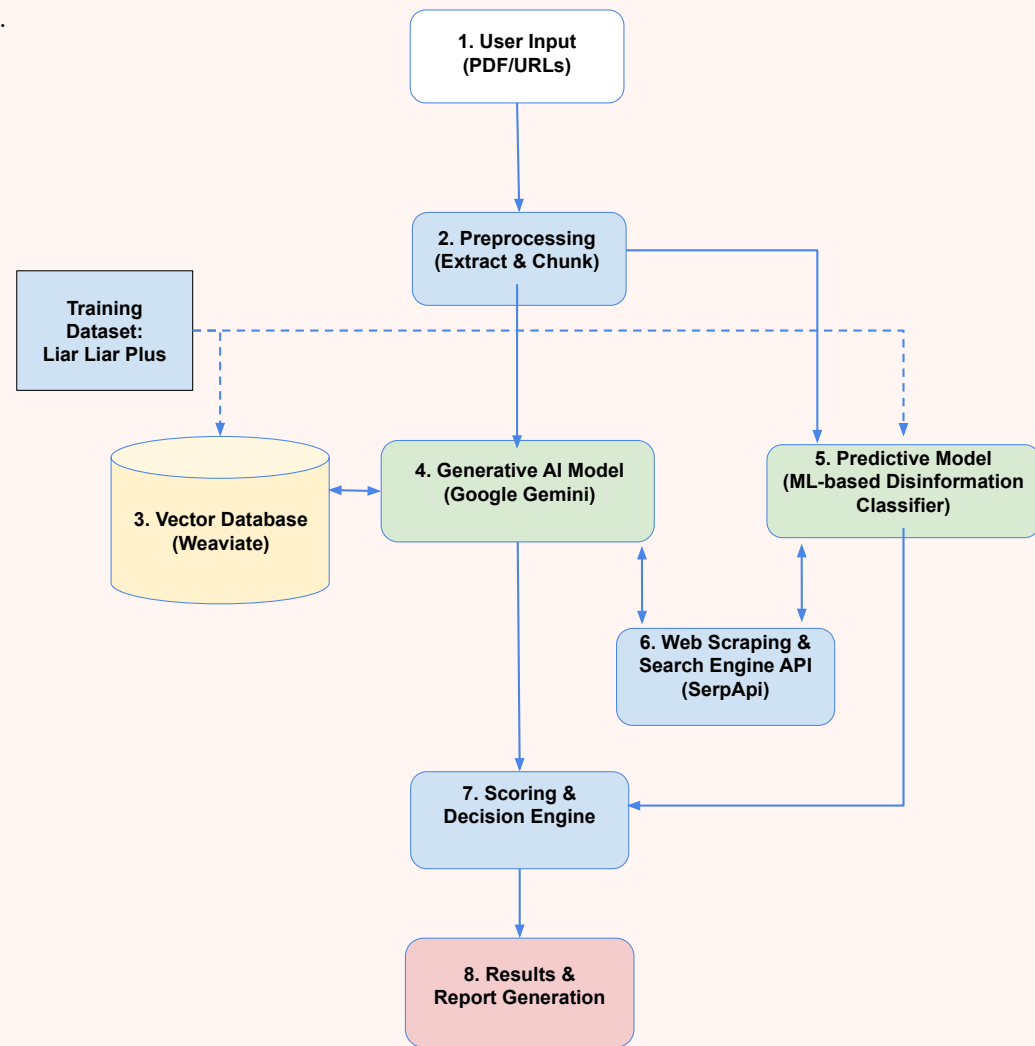 .
1. User Input
(PDF/URLs)
2. Preprocessing
(Extract & Chunk)
Training
Dataset:
Liar Liar Plus
3. Vector Database
(Weaviate)
4. Generative AI Model
(Google Gemini)
5. Predictive Model
(ML-based Disinformation
Classifier)
6. Web Scraping &
Search Engine API
(SerpApi)
7. Scoring &
Decision Engine
8. Results &
Report Generation